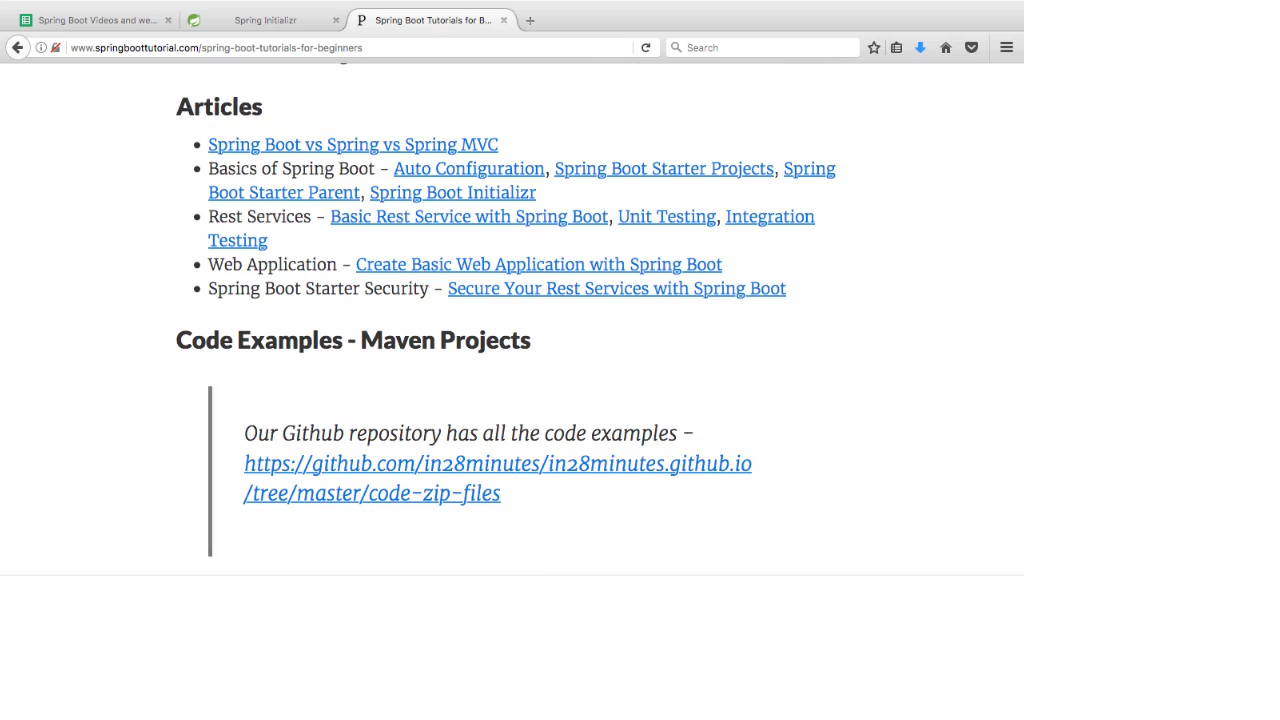 Spring Boot Videos and we...
Spring Initializr
P Spring Boot Tutorials for B...
www.springboottutorial.com/spring-boot-tutorials-for-beginners
Search
Articles
• Spring Boot vs Spring vs Spring MVC
• Basics of Spring Boot - Auto Configuration, Spring Boot Starter Projects, Spring
Boot Starter Parent, Spring Boot Initializr
• Rest Services - Basic Rest Service with Spring Boot, Unit Testing, Integration
Testing
• Web Application - Create Basic Web Application with Spring Boot
• Spring Boot Starter Security - Secure Your Rest Services with Spring Boot
Code Examples - Maven Projects
Our Github repository has all the code examples -
https://github.com/in28minutes/in28minutes.github.io
/tree/master/code-zip-files